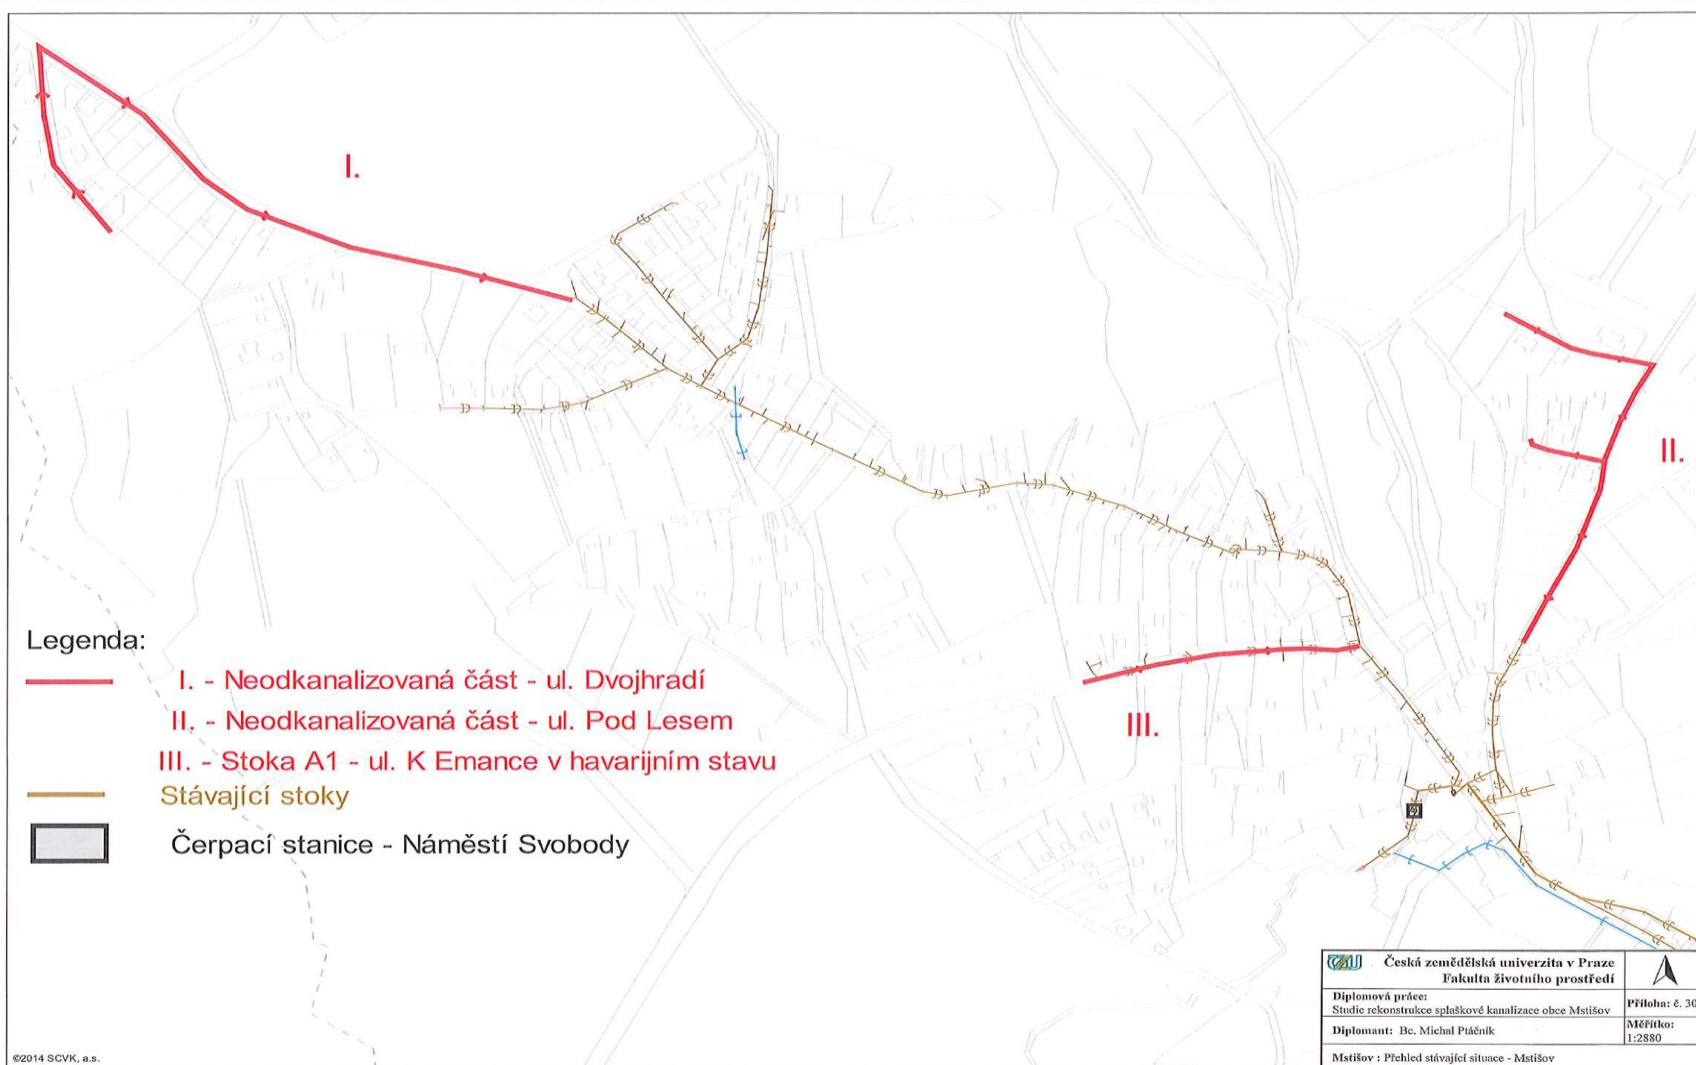 I.
II.
III.
Legenda:
I. - Neodkanalizovaná část - ul. Dvojhradí
II. - Neodkanalizovaná část - ul. Pod Lesem
III. - Stoka A1 - ul. K Emance v havarijním stavu
Stávající stoky
Čerpací stanice - Náměstí Svobody
©2014 SCVK, a.s.
ČZU
Česká zemědělská univerzita v Praze
Fakulta životního prostředí
Diplomová práce:
Studie rekonstrukce splaškové kanalizace obce Mstišov
Příloha: č. 30
Diplomant: Bc. Michal Ptáčník
Měřítko:
1:2880
Mstišov : Přehled stávající situace - Mstišov